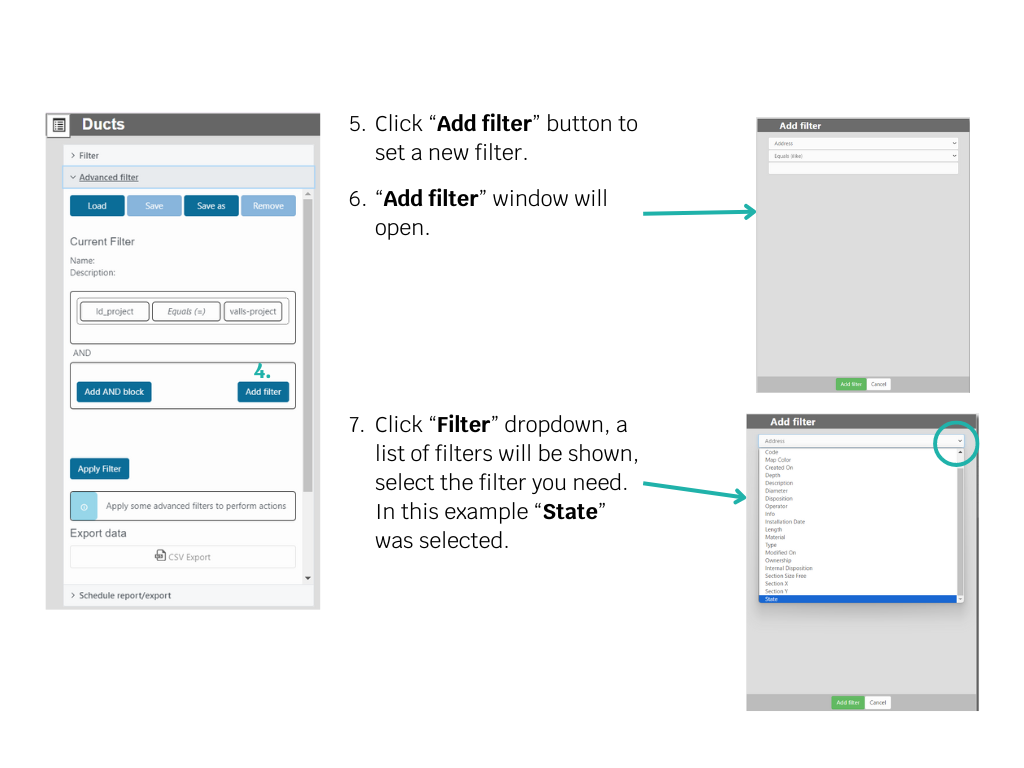 Ducts
Filter
Advanced filter
Load
Save
Save as
Remove
Current Filter
Name:
Description:
Id_project
Equals (=)
valls-project
AND
4.
Add AND block
Add filter
Apply Filter
Apply some advanced filters to perform actions
Export data
CSV Export
Schedule report/export
5. Click “Add filter” button to
set a new filter.
6. “Add filter” window will
open.
7. Click “Filter” dropdown, a
list of filters will be shown,
select the filter you need.
In this example “State”
was selected.
Add filter
Address
Equals (like)
Add filter
Cancel
Add filter
Address
Code
Map Color
Created On
Depth
Description
Diameter
Disposition
Operator
Info
Installation Date
Length
Material
Type
Modified On
Ownership
Internal Disposition
Section Size Free
Section X
Section Y
State
Add filter
Cancel